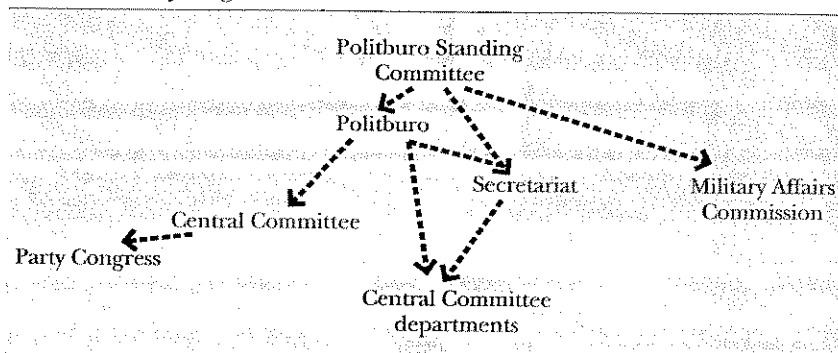 Politburo Standing
Committee
Politburo
Secretariat
Military Affairs
Commission
Central Committee
Party Congress
Central Committee
departments